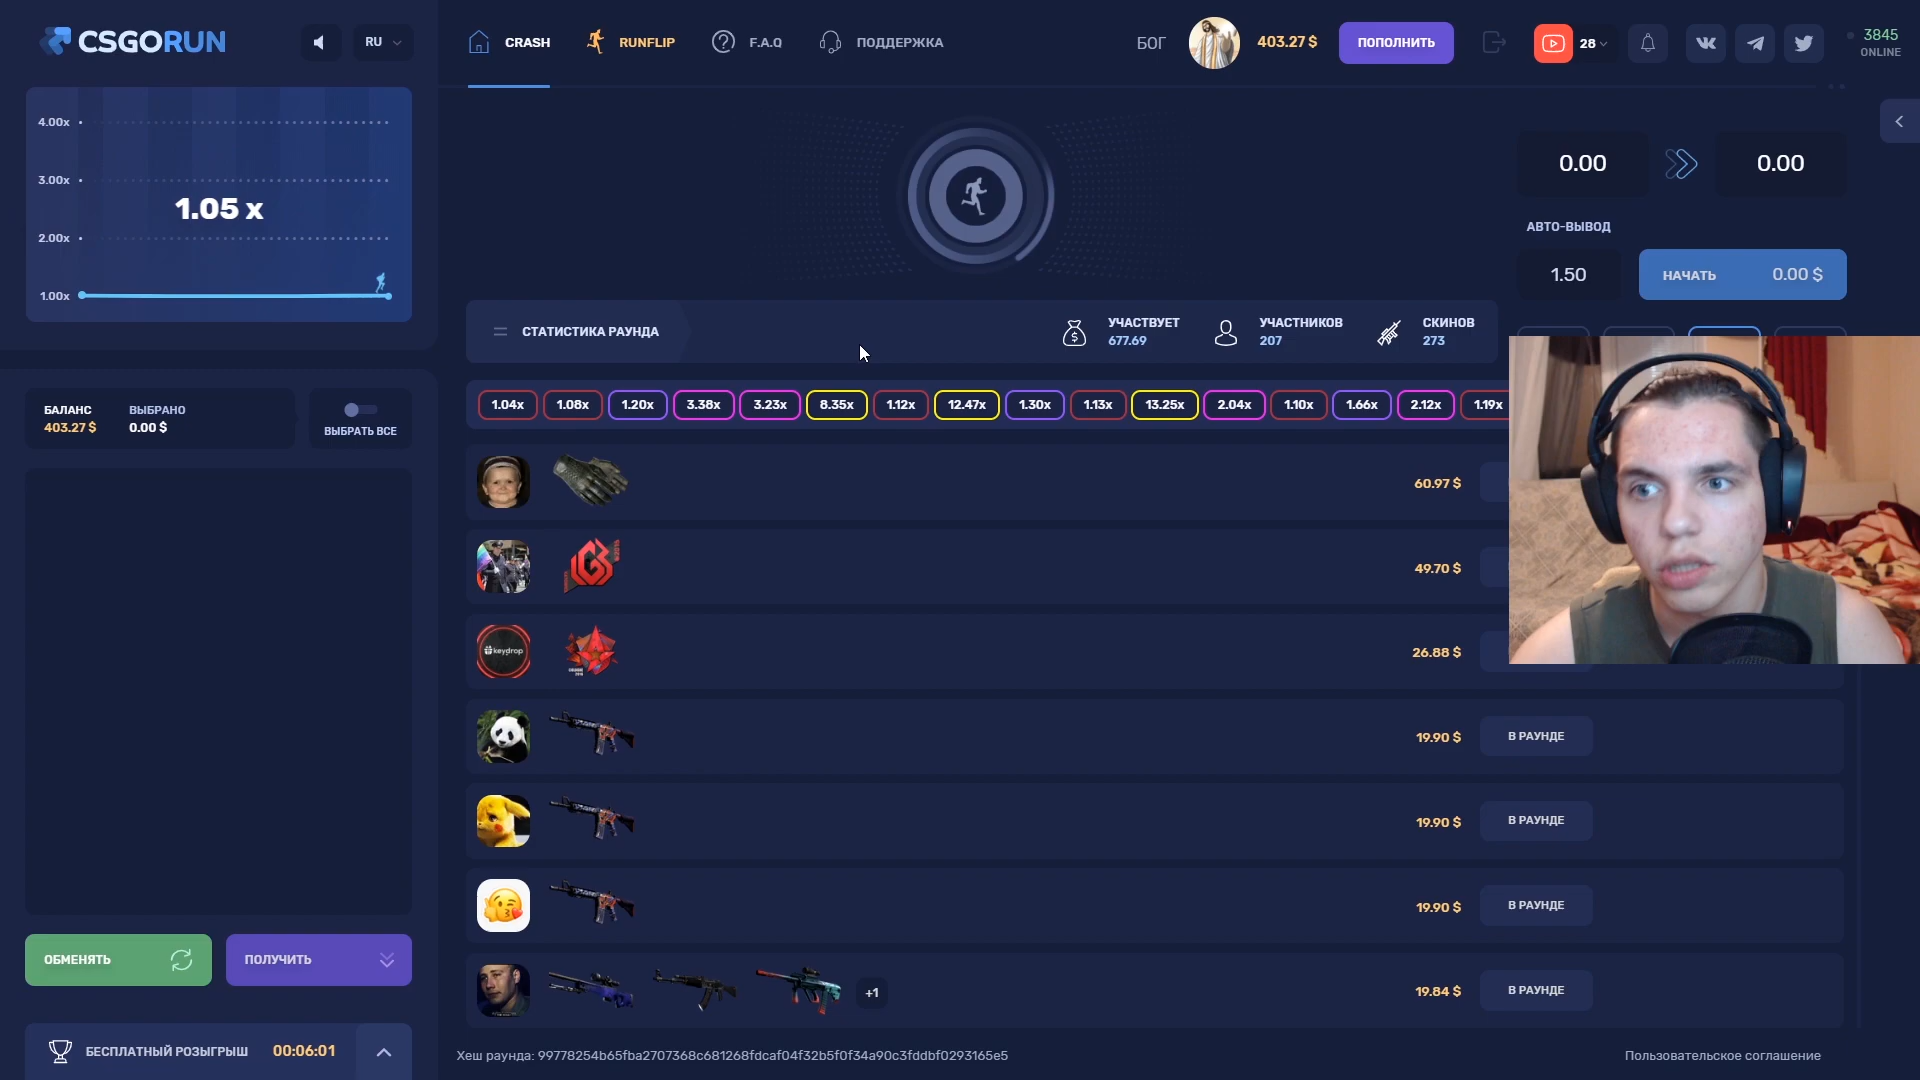 CSGORUN
RU
CRASH
RUNFLIP
F.A.Q
ПОДДЕРЖКА
БОГ
403.27 $
ПОПОЛНИТЬ
28
3845
ONLINE
4.00x
3.00x
2.00x
1.00x
1.05 x
0.00
0.00
АВТО-ВЫВОД
1.50
НАЧАТЬ 0.00 $
СТАТИСТИКА РАУНДА
УЧАСТВУЕТ
677.69
УЧАСТНИКОВ
207
СКИНОВ
273
БАЛАНС
403.27 $
ВЫБРАНО
0.00 $
ВЫБРАТЬ ВСЕ
1.04x 1.08x 1.20x 3.38x 3.23x 8.35x 1.12x 12.47x 1.30x 1.13x 13.25x 2.04x 1.10x 1.66x 2.12x 1.19x
60.97 $
49.70 $
keydrop
26.88 $
19.90 $ В РАУНДЕ
19.90 $ В РАУНДЕ
19.90 $ В РАУНДЕ
+1 19.84 $ В РАУНДЕ
ОБМЕНЯТЬ
ПОЛУЧИТЬ
БЕСПЛАТНЫЙ РОЗЫГРЫШ 00:06:01
Хеш раунда: 99778254b65fba2707368c681268fdcaf04f32b5f0f34a90c3fddbf0293165e5
Пользовательское соглашение